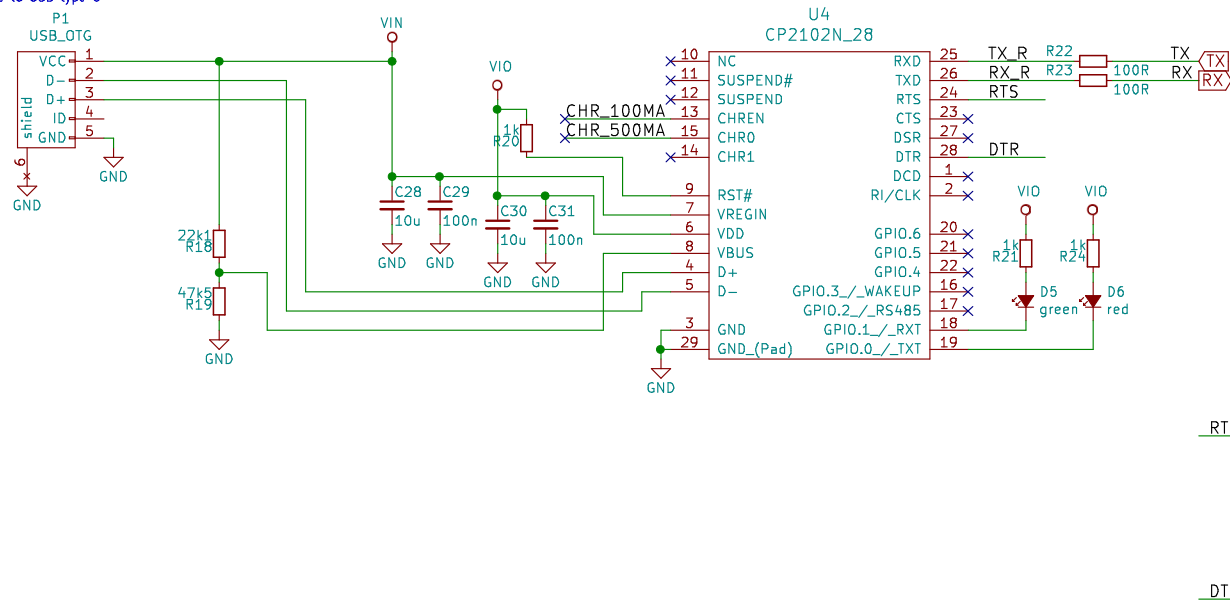 P1
USB_OTG
VCC 1
D- 2
D+ 3
ID 4
GND 5
shield
6
GND
GND
VIN
VIO
22k1
R18
47k5
R19
GND
C28
10u
GND
C29
100n
GND
1k
R20
C30
10u
GND
C31
100n
GND
CHR_100MA
CHR_500MA
U4
CP2102N_28
10 NC
11 SUSPEND#
12 SUSPEND
13 CHREN
15 CHR0
14 CHR1
9 RST#
7 VREGIN
6 VDD
8 VBUS
4 D+
5 D-
3 GND
29 GND_(Pad)
GND
RXD 25
TXD 26
RTS 24
CTS 23
DSR 27
DTR 28
DCD 1
RI/CLK 2
GPIO.6 20
GPIO.5 21
GPIO.4 22
GPIO.3_/_WAKEUP 16
GPIO.2_/_RS485 17
GPIO.1_/_RXT 18
GPIO.0_/_TXT 19
TX_R
RX_R
RTS
DTR
R22
100R
R23
100R
TX
RX
TX
RX
VIO
1k
R21
D5
green
VIO
1k
R24
D6
red
RT
DT